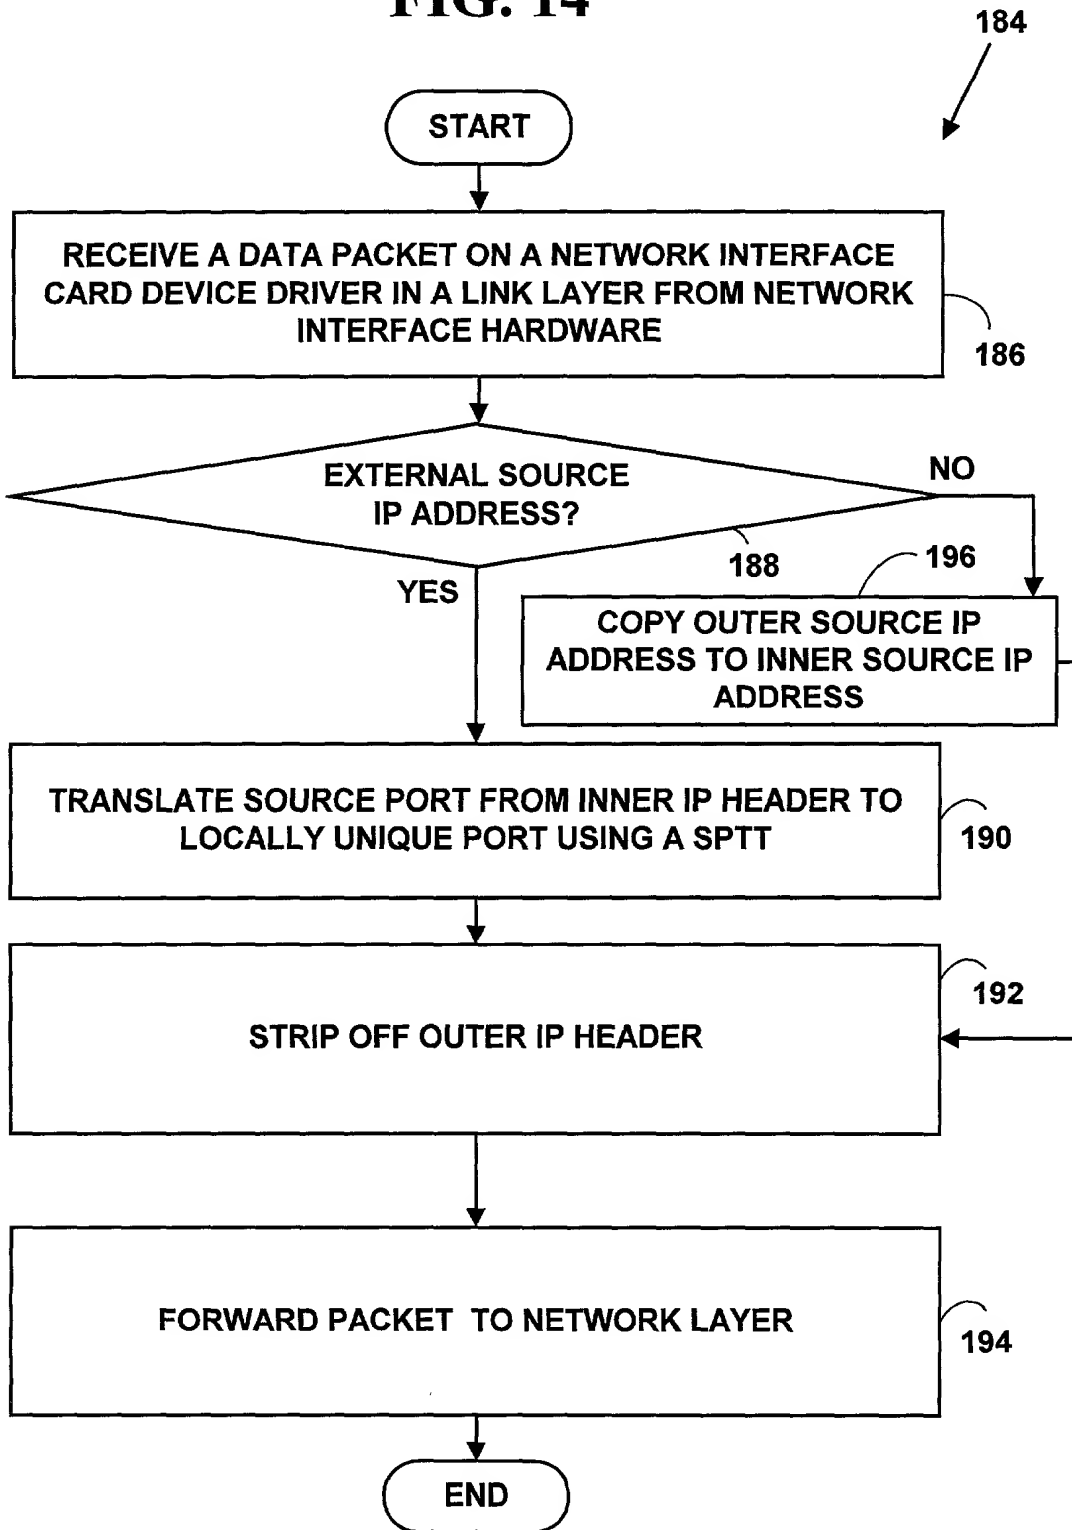 FIG. 14
184
START
RECEIVE A DATA PACKET ON A NETWORK INTERFACE
CARD DEVICE DRIVER IN A LINK LAYER FROM NETWORK
INTERFACE HARDWARE
186
EXTERNAL SOURCE
IP ADDRESS?
NO
188
196
YES
COPY OUTER SOURCE IP
ADDRESS TO INNER SOURCE IP
ADDRESS
TRANSLATE SOURCE PORT FROM INNER IP HEADER TO
LOCALLY UNIQUE PORT USING A SPTT
190
192
STRIP OFF OUTER IP HEADER
FORWARD PACKET TO NETWORK LAYER
194
END